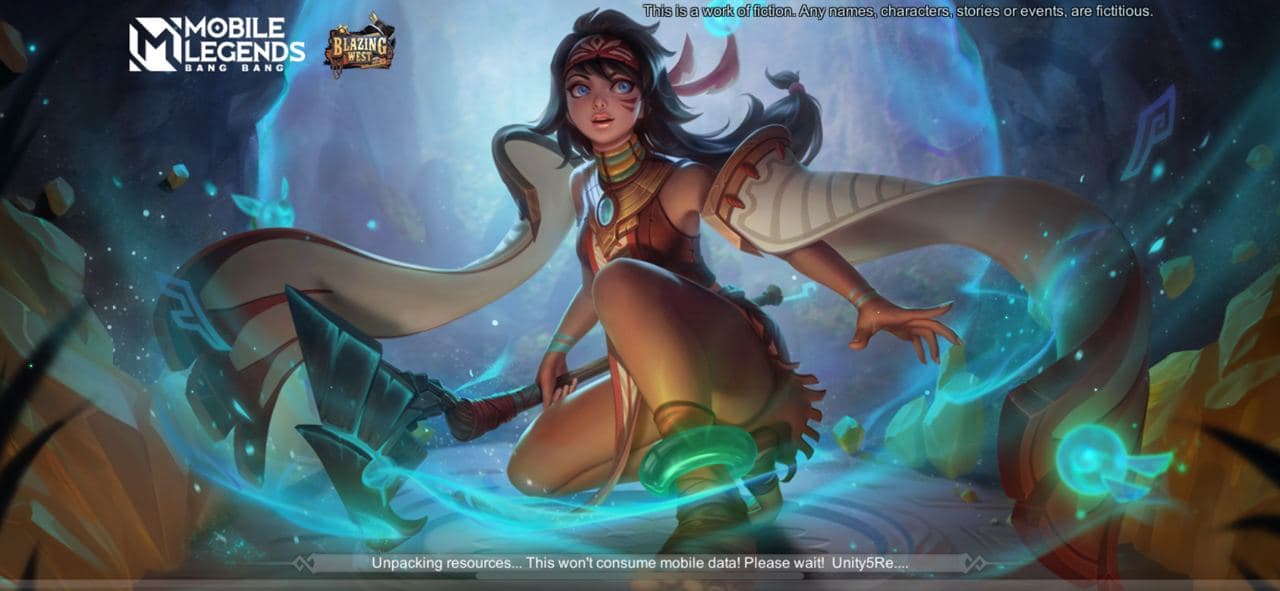 This is a work of fiction. Any names, characters, stories or events, are fictitious.
MOBILE
LEGENDS
BANG BANG
BLAZING
WEST
Unpacking resources... This won't consume mobile data! Please wait! Unity5Re....